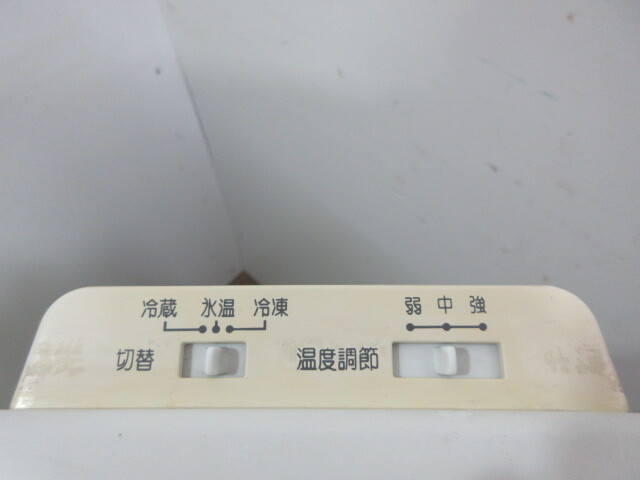 冷蔵 氷温 冷凍
弱 中 強
切替
温度調節